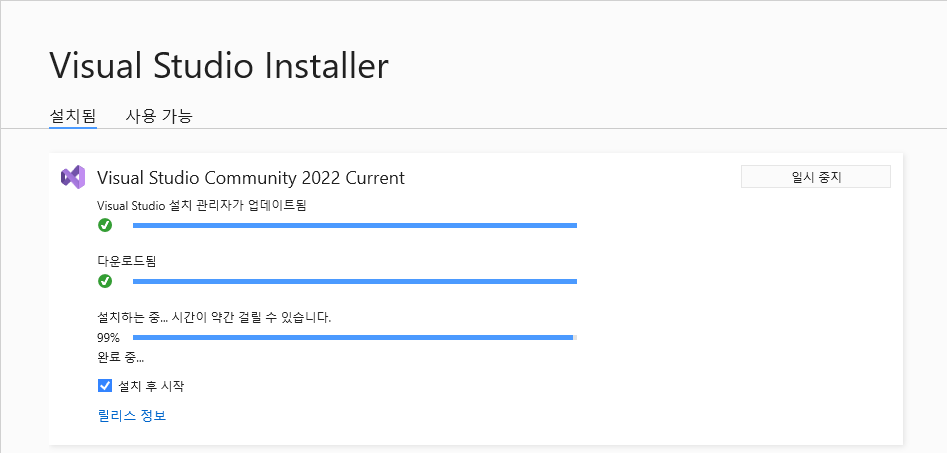 Visual Studio Installer
설치됨 사용 가능
Visual Studio Community 2022 Current 일시 중지
Visual Studio 설치 관리자가 업데이트됨
다운로드됨
설치하는 중... 시간이 약간 걸릴 수 있습니다.
99%
완료 중...
설치 후 시작
릴리스 정보